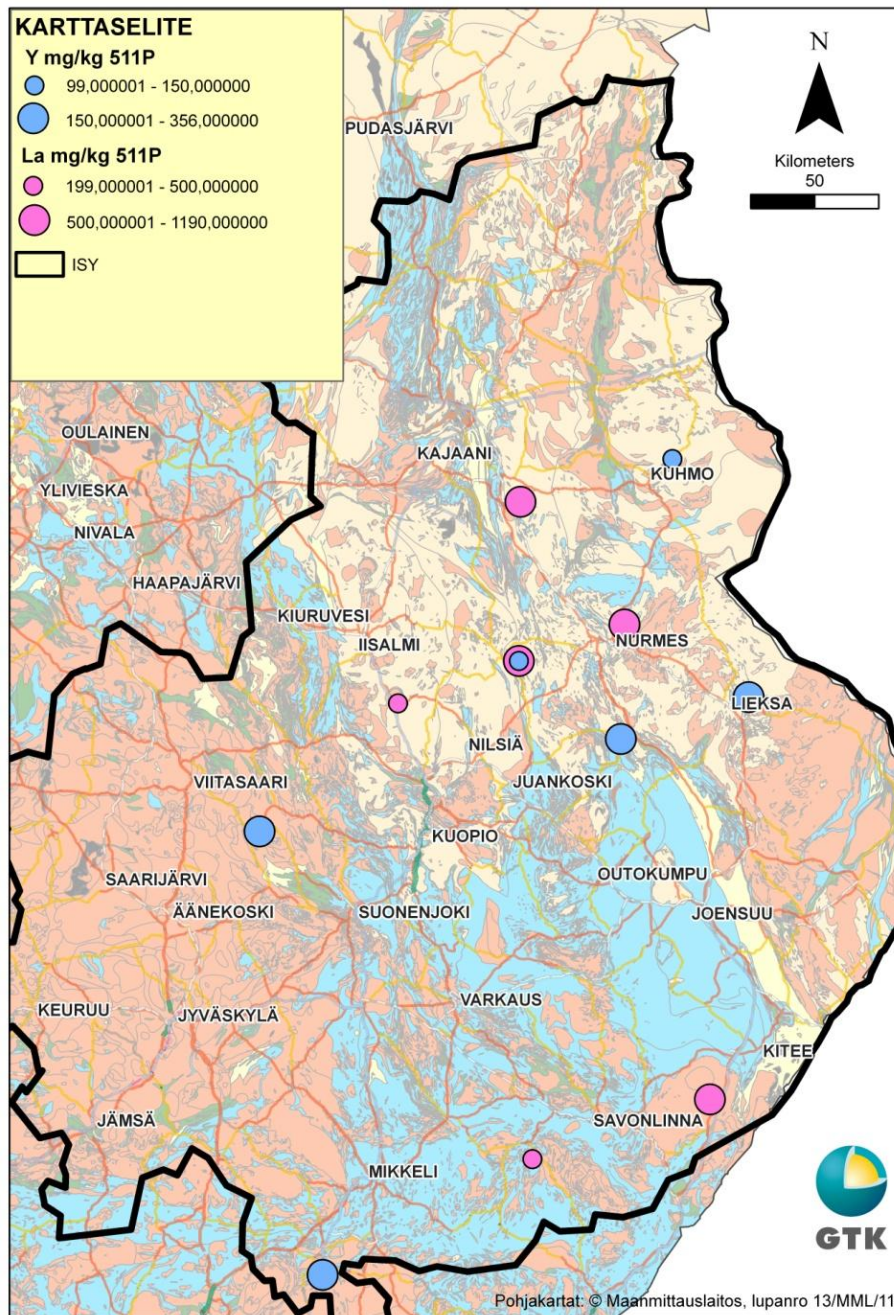 KARTTASELITE
Y mg/kg 511P
99,000001 - 150,000000
150,000001 - 356,000000
La mg/kg 511P
199,000001 - 500,000000
500,000001 - 1190,000000
ISY
N
Kilometers
50
PUDASJÄRVI
OULAINEN
KAJAANI
KUHMO
YLIVIESKA
NIVALA
HAAPAJÄRVI
KIURUVESI
IISALMI
NURMES
LIEKSA
NILSIÄ
VIITASAARI
JUANKOSKI
KUOPIO
SAARIJÄRVI
OUTOKUMPU
ÄÄNEKOSKI
SUONENJOKI
JOENSUU
VARKAUS
KEURUU
JYVÄSKYLÄ
KITEE
JÄMSÄ
SAVONLINNA
MIKKELI
GTK
Pohjakartat: © Maanmittauslaitos, lupanro 13/MML/11